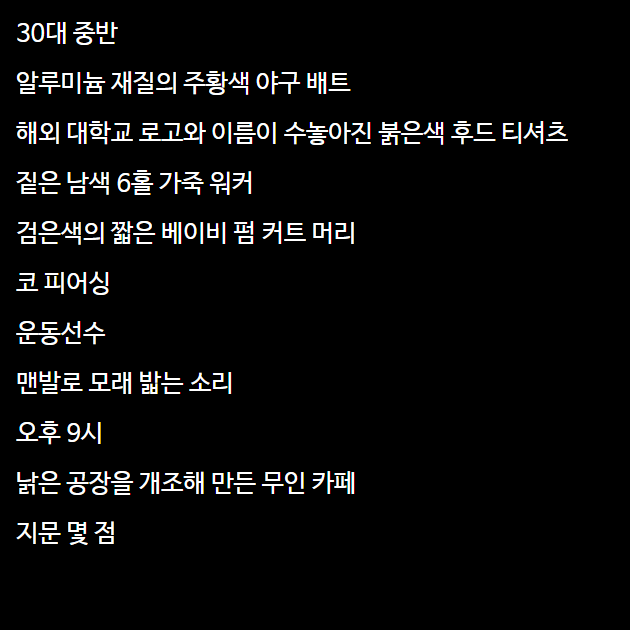 30대 중반
알루미늄 재질의 주황색 야구 배트
해외 대학교 로고와 이름이 수놓아진 붉은색 후드 티셔츠
짙은 남색 6홀 가죽 워커
검은색의 짧은 베이비 펌 커트 머리
코 피어싱
운동선수
맨발로 모래 밟는 소리
오후 9시
낡은 공장을 개조해 만든 무인 카페
지문 몇 점